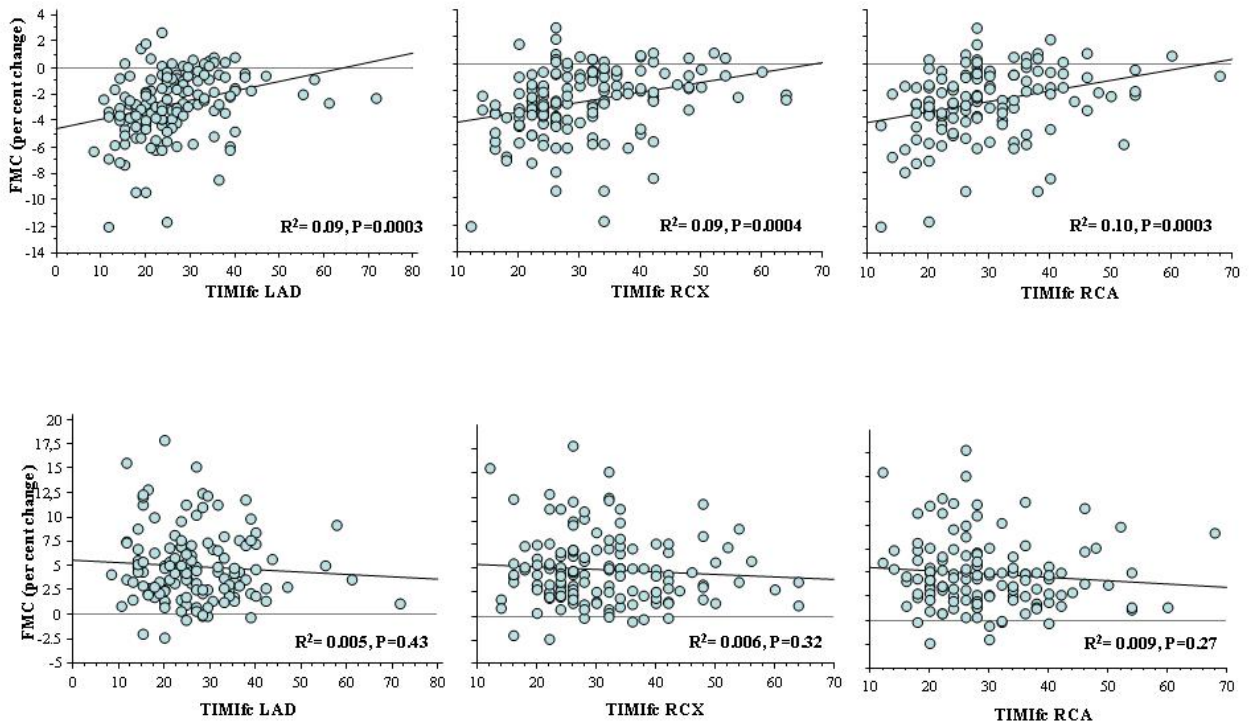 FMC (per cent change)
4
2
0
-2
-4
-6
-8
-10
-12
-14
0 10 20 30 40 50 60 70 80
TIMIfc LAD
R²= 0.09, P=0.0003
10 20 30 40 50 60 70
TIMIfc RCX
R²= 0.09, P=0.0004
10 20 30 40 50 60 70
TIMIfc RCA
R²= 0.10, P=0.0003
FMC (per cent change)
20
17,5
15
12,5
10
7,5
5
2,5
0
-2,5
-5
0 10 20 30 40 50 60 70 80
TIMIfc LAD
R²= 0.005, P=0.43
10 20 30 40 50 60 70
TIMIfc RCX
R²= 0.006, P=0.32
10 20 30 40 50 60 70
TIMIfc RCA
R²= 0.009, P=0.27